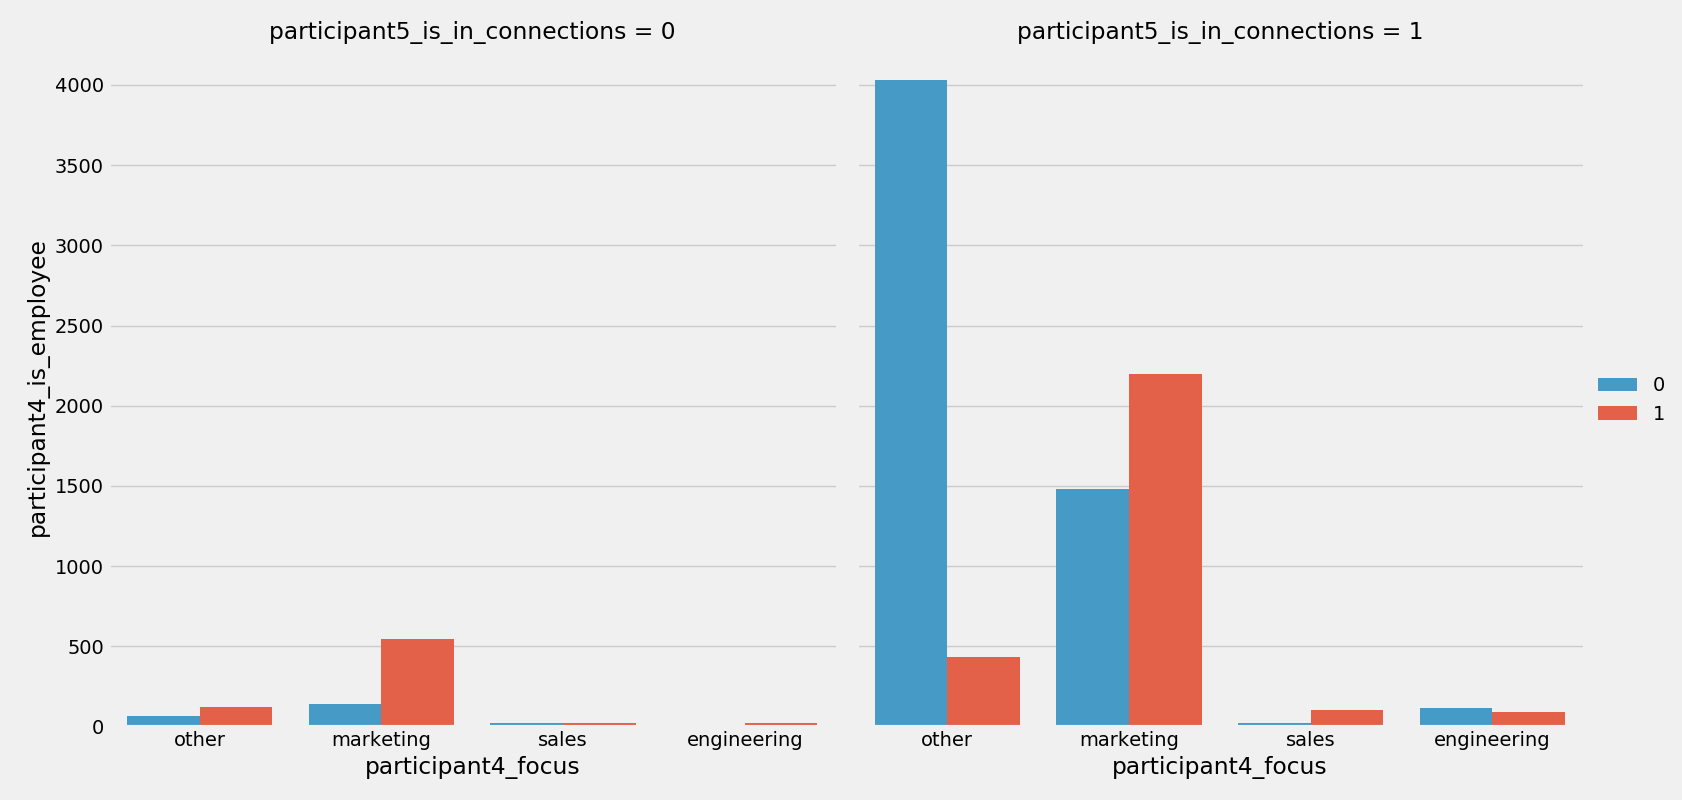 participant5_is_in_connections = 0
participant5_is_in_connections = 1
participant4_is_employee
4000
3500
3000
2500
2000
1500
1000
500
0
0
1
other marketing sales engineering
other marketing sales engineering
participant4_focus
participant4_focus